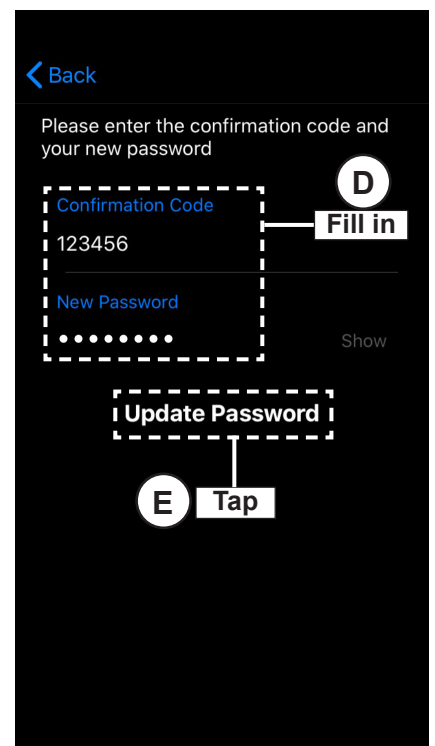 Back
Please enter the confirmation code and
your new password
D
Confirmation Code
Fill in
123456
New Password
••••••••
Show
Update Password
E
Tap